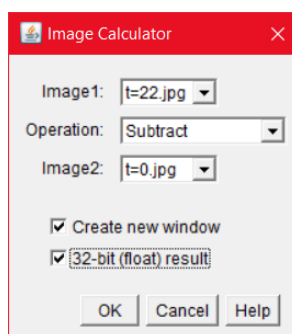 Image Calculator
Image1: t=22.jpg
Operation: Subtract
Image2: t=0.jpg
Create new window
32-bit (float) result
OK Cancel Help